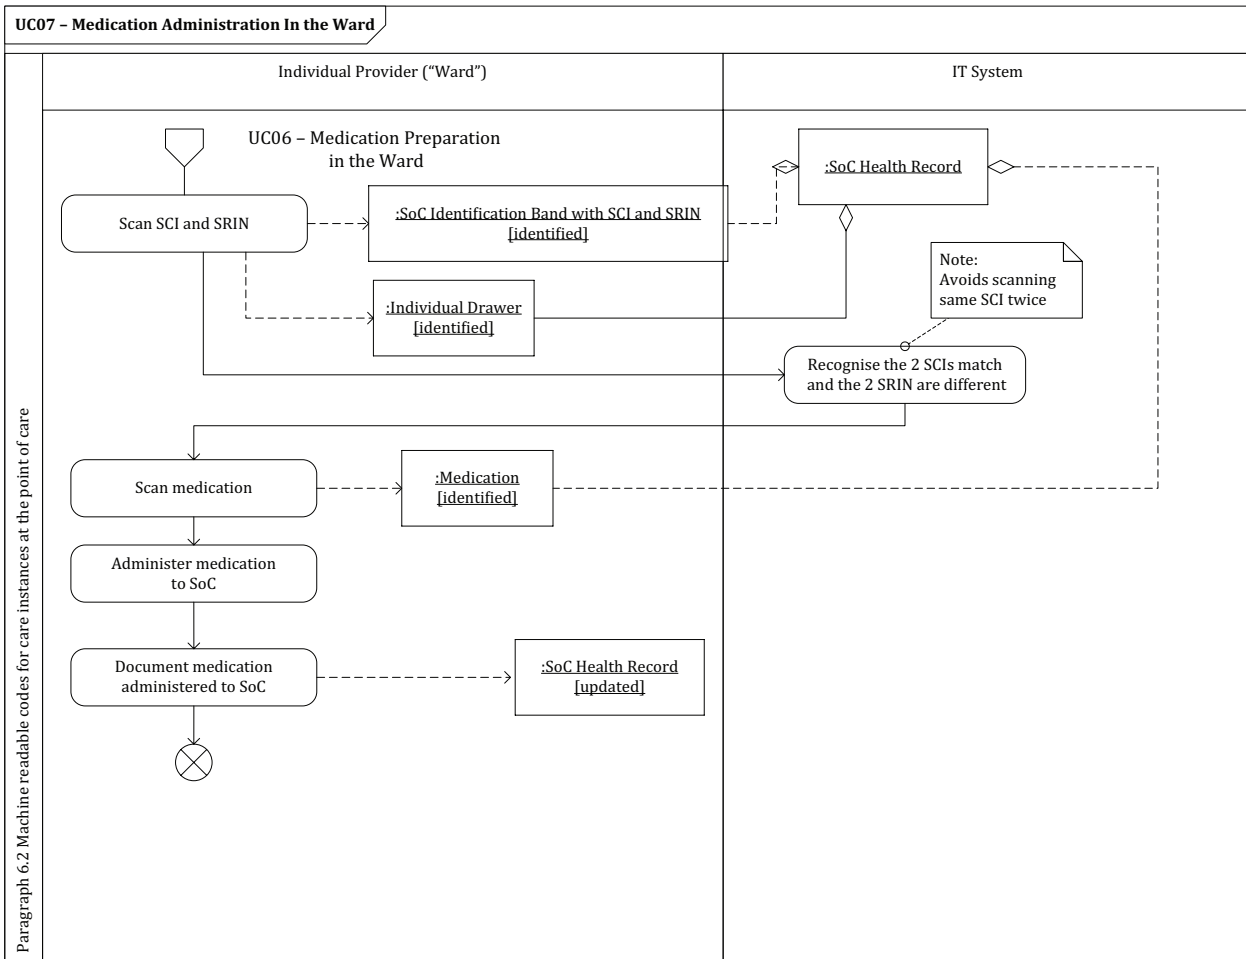 UC07 – Medication Administration In the Ward
Individual Provider (“Ward”)
IT System
UC06 – Medication Preparation
in the Ward
Scan SCI and SRIN
:SoC Identification Band with SCI and SRIN
[identified]
:SoC Health Record
Note:
Avoids scanning
same SCI twice
:Individual Drawer
[identified]
Recognise the 2 SCIs match
and the 2 SRIN are different
Scan medication
:Medication
[identified]
Administer medication
to SoC
Document medication
administered to SoC
:SoC Health Record
[updated]
Paragraph 6.2 Machine readable codes for care instances at the point of care